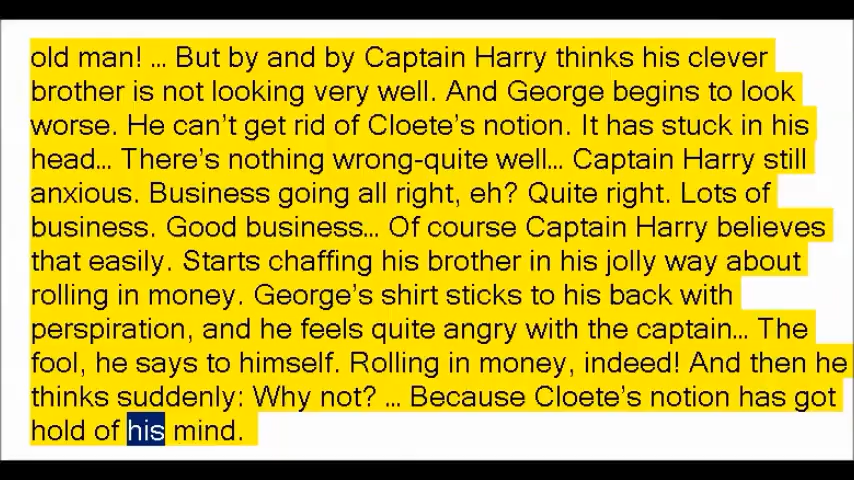 old man! ... But by and by Captain Harry thinks his clever
brother is not looking very well. And George begins to look
worse. He can't get rid of Cloete's notion. It has stuck in his
head... There's nothing wrong-quite well... Captain Harry still
anxious. Business going all right, eh? Quite right. Lots of
business. Good business... Of course Captain Harry believes
that easily. Starts chaffing his brother in his jolly way about
rolling in money. George's shirt sticks to his back with
perspiration, and he feels quite angry with the captain... The
fool, he says to himself. Rolling in money, indeed! And then he
thinks suddenly: Why not? ... Because Cloete's notion has got
hold of his mind.